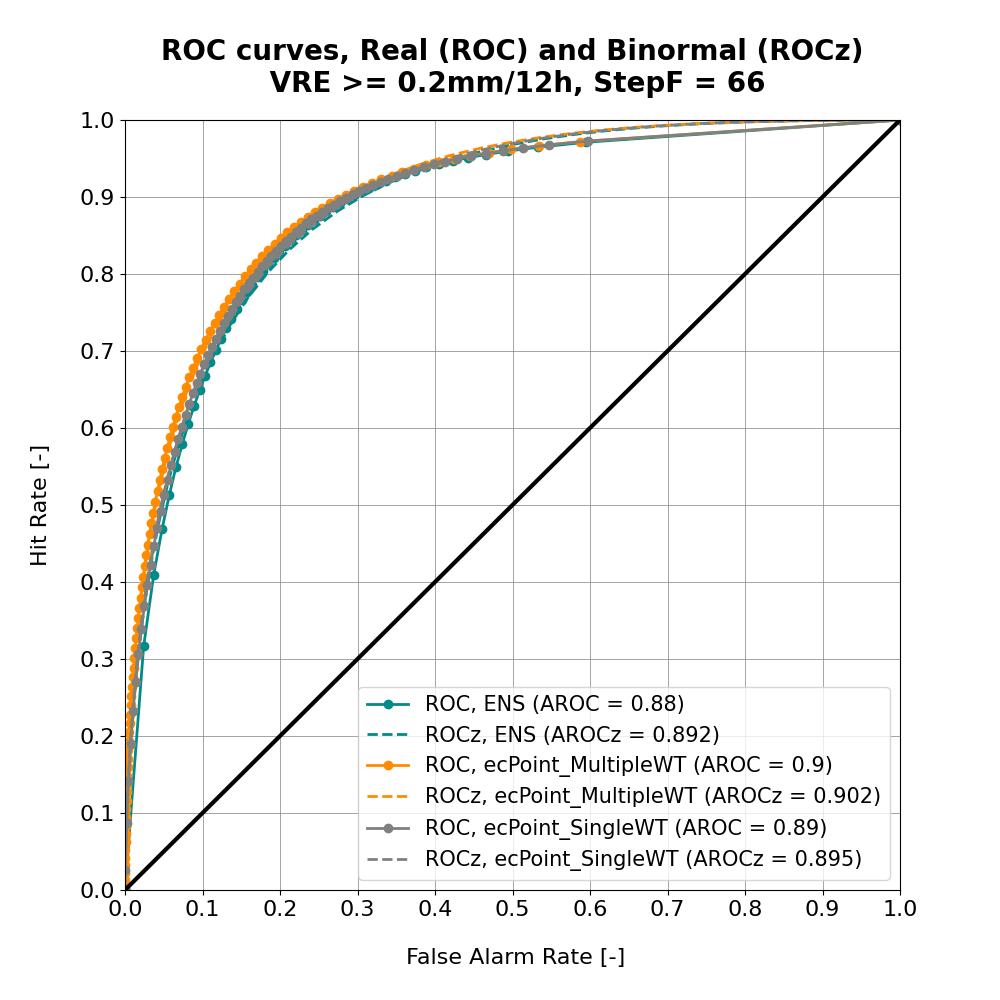 ROC curves, Real (ROC) and Binormal (ROCz)
VRE >= 0.2mm/12h, StepF = 66
1.0
0.9
0.8
0.7
0.6
0.5
0.4
0.3
0.2
0.1
0.0
Hit Rate [-]
ROC, ENS (AROC = 0.88)
ROCz, ENS (AROCz = 0.892)
ROC, ecPoint_MultipleWT (AROC = 0.9)
ROCz, ecPoint_MultipleWT (AROCz = 0.902)
ROC, ecPoint_SingleWT (AROC = 0.89)
ROCz, ecPoint_SingleWT (AROCz = 0.895)
0.0 0.1 0.2 0.3 0.4 0.5 0.6 0.7 0.8 0.9 1.0
False Alarm Rate [-]